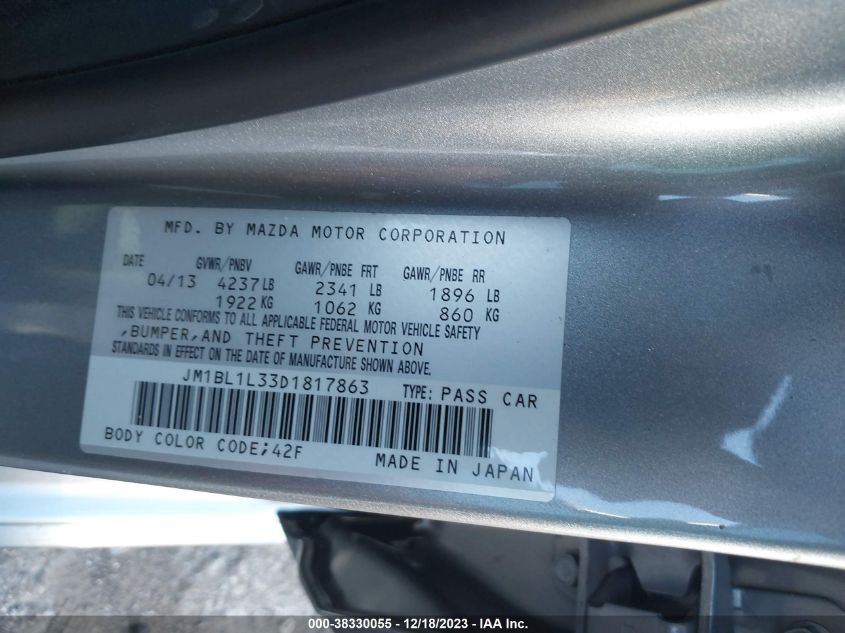 MFD. BY MAZDA MOTOR CORPORATION
DATE GVWR/PNBV GAWR/PNBE FRT GAWR/PNBE RR
04/13 4237LB 2341 LB 1896 LB
1922 KG 1062 KG 860 KG
THIS VEHICLE CONFORMS TO ALL APPLICABLE FEDERAL MOTOR VEHICLE SAFETY
,BUMPER,AND THEFT PREVENTION
STANDARDS IN EFFECT ON THE DATE OF MANUFACTURE SHOWN ABOVE.
JM1BL1L33D1817863 TYPE: PASS CAR
BODY COLOR CODE;42F
MADE IN JAPAN
000-38330055 - 12/18/2023 - IAA Inc.